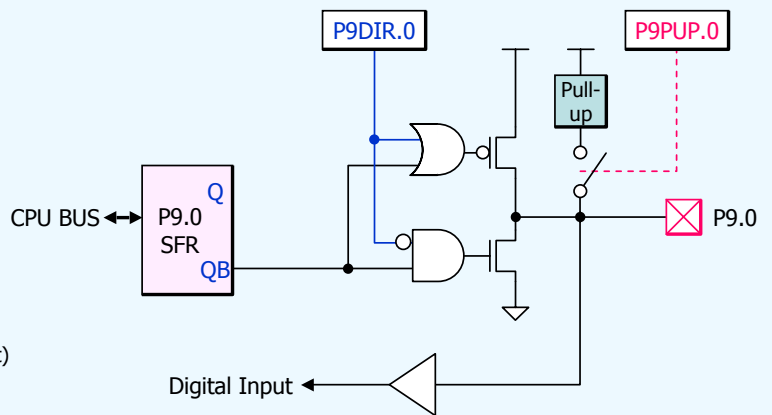 P9DIR.0
P9PUP.0
Pull-
up
Q
CPU BUS
P9.0
SFR
P9.0
QB
)
Digital Input